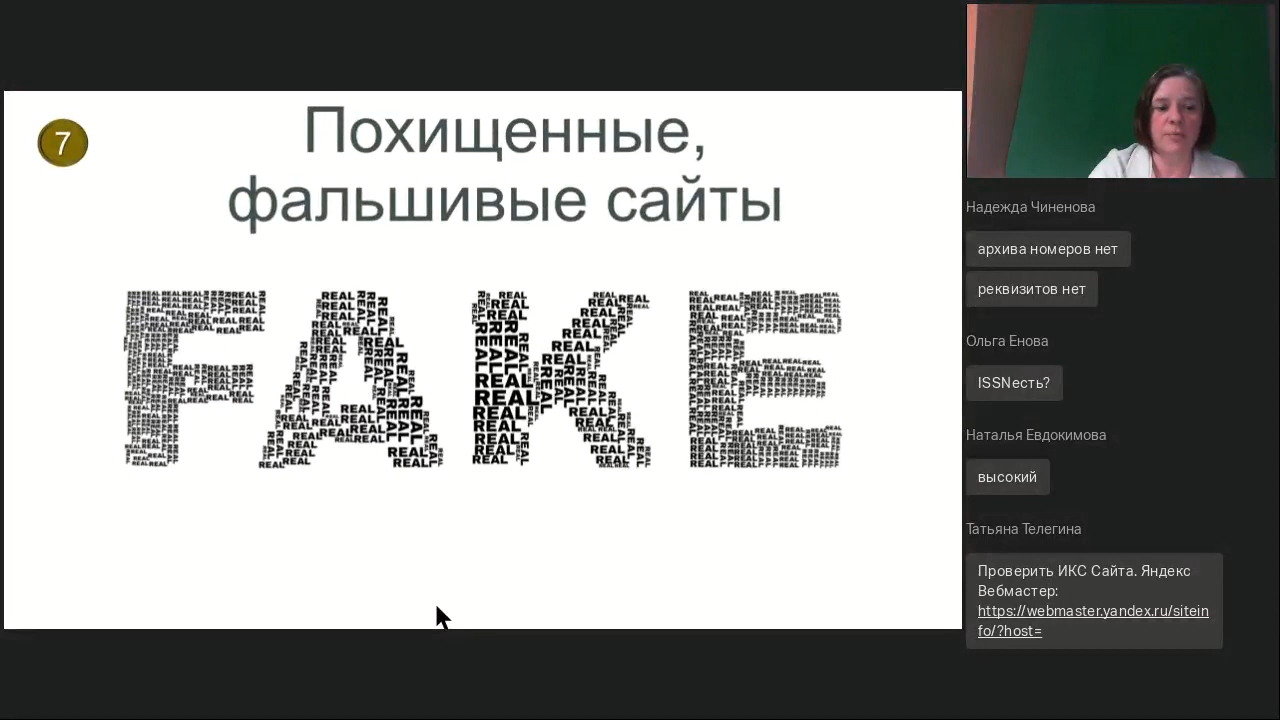 7
Похищенные,
фальшивые сайты
FAKE
Надежда Чиненова
архива номеров нет
реквизитов нет
Ольга Енова
ISSNесть?
Наталья Евдокимова
высокий
Татьяна Телегина
Проверить ИКС Сайта. Яндекс
Вебмастер:
https://webmaster.yandex.ru/sitein
fo/?host=